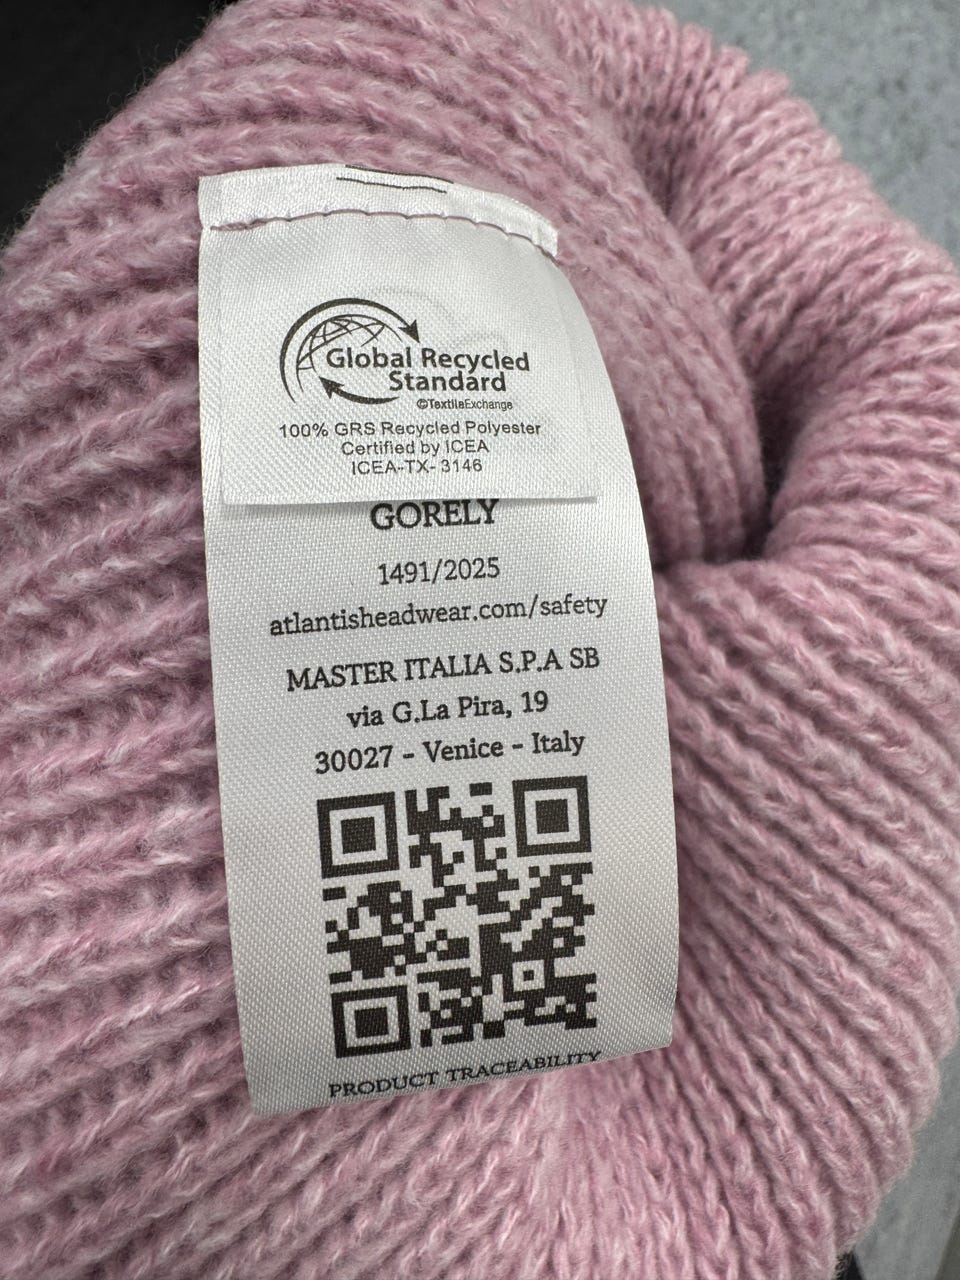 Global Recycled
Standard
©TextileExchange
100% GRS Recycled Polyester
Certified by ICEA
ICEA-TX- 3146
GORELY
1491/2025
atlantisheadwear.com/safety
MASTER ITALIA S.P.A SB
via G.La Pira, 19
30027 - Venice - Italy
PRODUCT TRACEABILITY